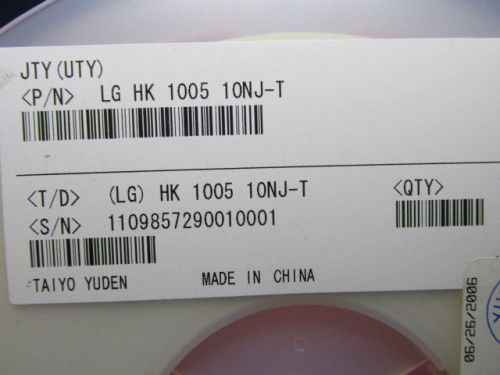 JTY(UTY)
<P/N> LG HK 1005 10NJ-T
<T/D> (LG) HK 1005 10NJ-T <QTY>
<S/N> 1109857290010001
TAIYO YUDEN MADE IN CHINA
06/26/2006